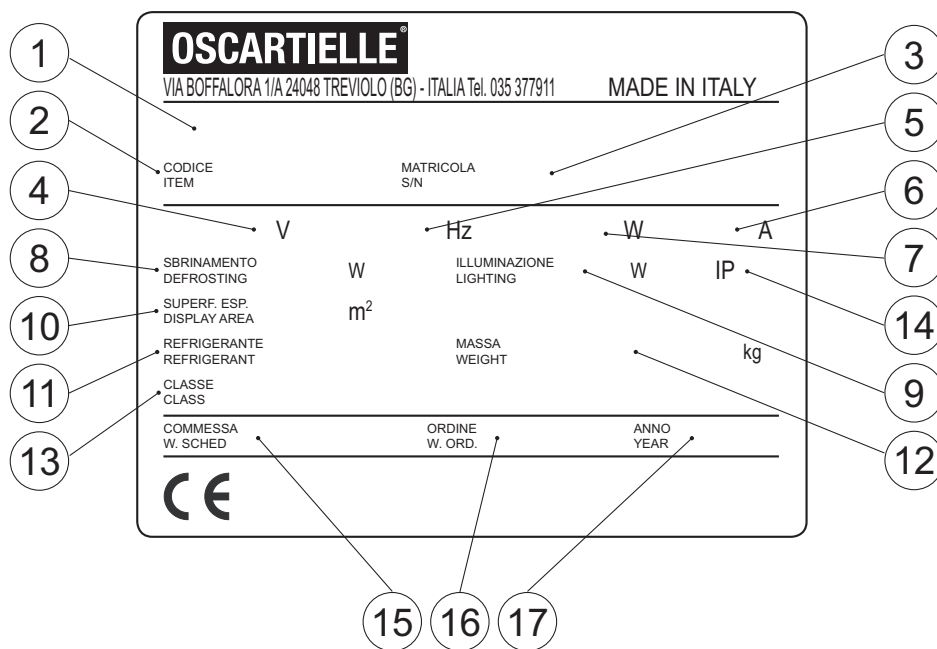 OSCARTIELLE®
VIA BOFFALORA 1/A 24048 TREVIOLO (BG) - ITALIA Tel. 035 377911 MADE IN ITALY
1
3
2
5
CODICE
ITEM
MATRICOLA
S/N
4
6
V Hz W A
8
7
SBRINAMENTO
DEFROSTING
W
ILLUMINAZIONE
LIGHTING
W IP
10
14
SUPERF. ESP.
DISPLAY AREA
m²
11
9
REFRIGERANTE
REFRIGERANT
MASSA
WEIGHT
kg
CLASSE
CLASS
13
12
COMMESSA
W. SCHED
ORDINE
W. ORD.
ANNO
YEAR
CE
15 16 17